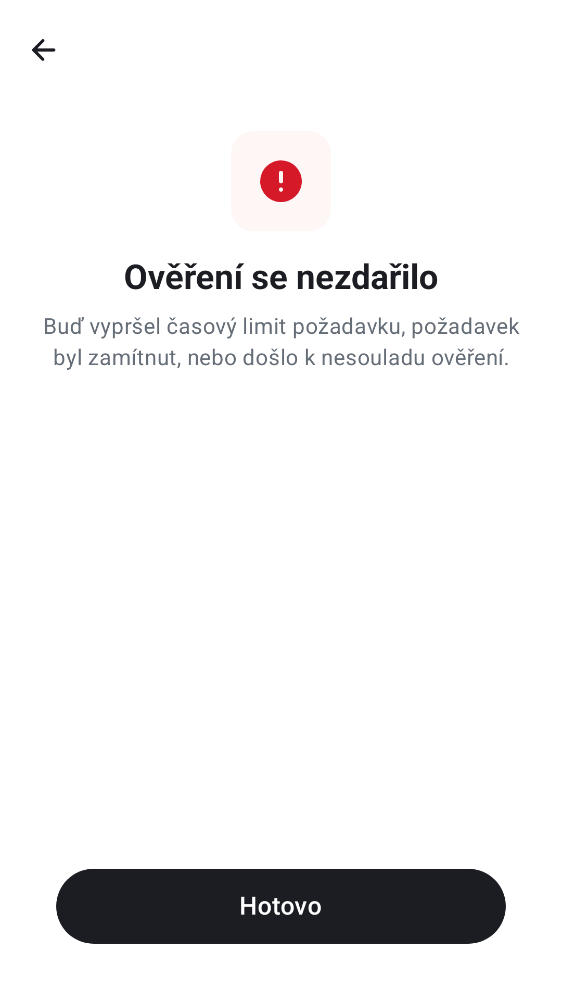 Ověření se nezdařilo
Buď vypršel časový limit požadavku, požadavek
byl zamítnut, nebo došlo k nesouladu ověření.
Hotovo